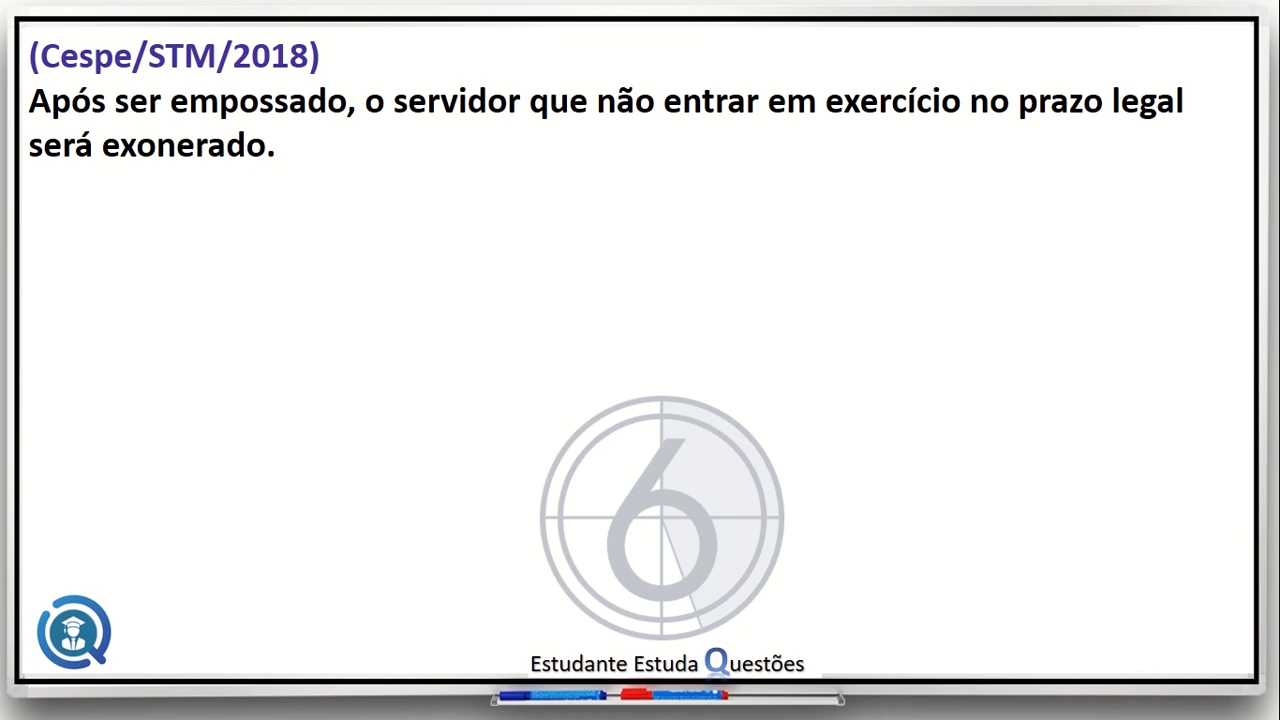 (Cespe/STM/2018)
Após ser empossado, o servidor que não entrar em exercício no prazo legal
será exonerado.
6
Estudante Estuda Questões